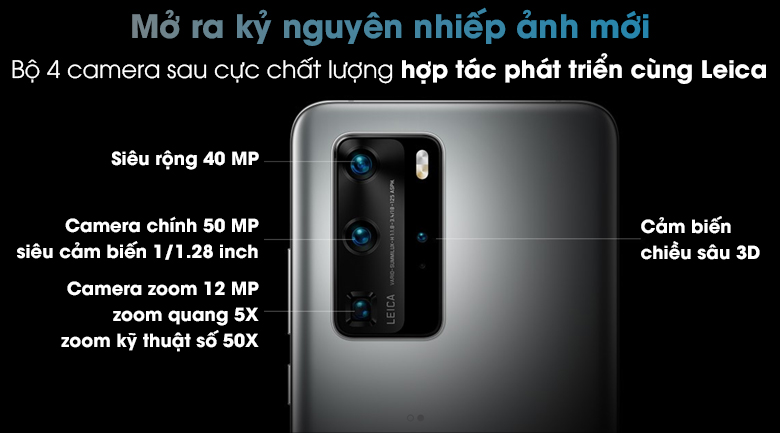 Mở ra kỷ nguyên nhiếp ảnh mới
Bộ 4 camera sau cực chất lượng hợp tác phát triển cùng Leica
Siêu rộng 40 MP
Camera chính 50 MP
siêu cảm biến 1/1.28 inch
Camera zoom 12 MP
zoom quang 5X
zoom kỹ thuật số 50X
Cảm biến
chiều sâu 3D
LEICA